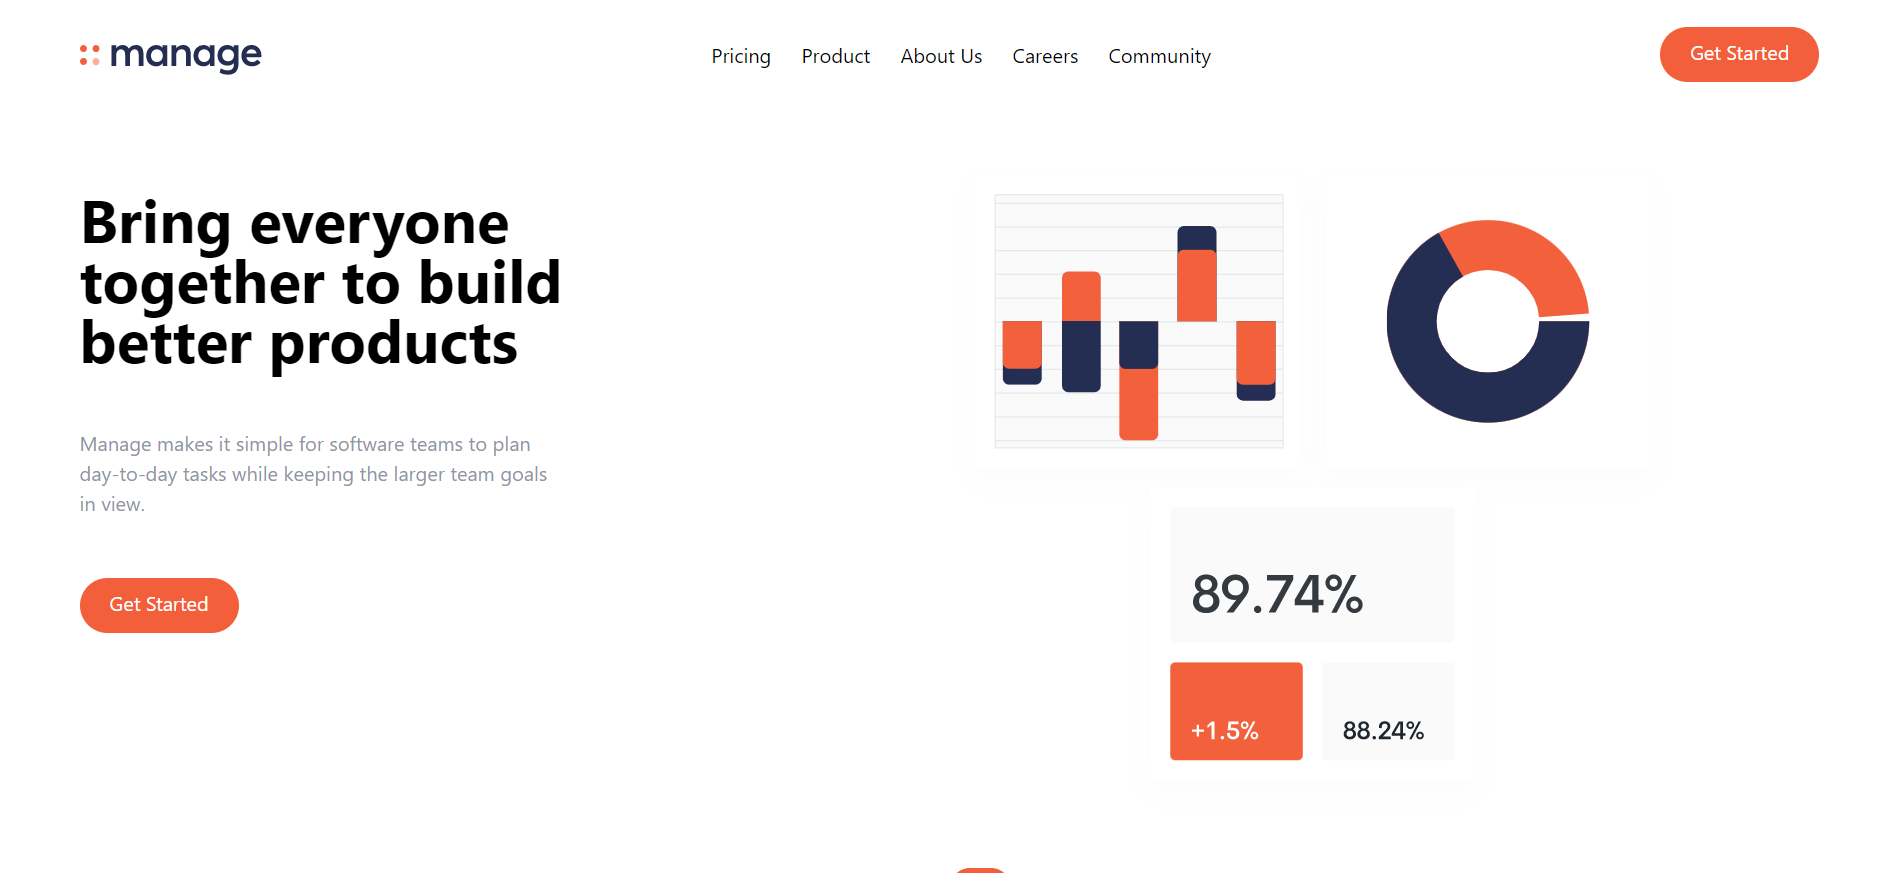 manage
Pricing Product About Us Careers Community
Get Started
Bring everyone
together to build
better products
Manage makes it simple for software teams to plan
day-to-day tasks while keeping the larger team goals
in view.
Get Started
89.74%
+1.5%
88.24%